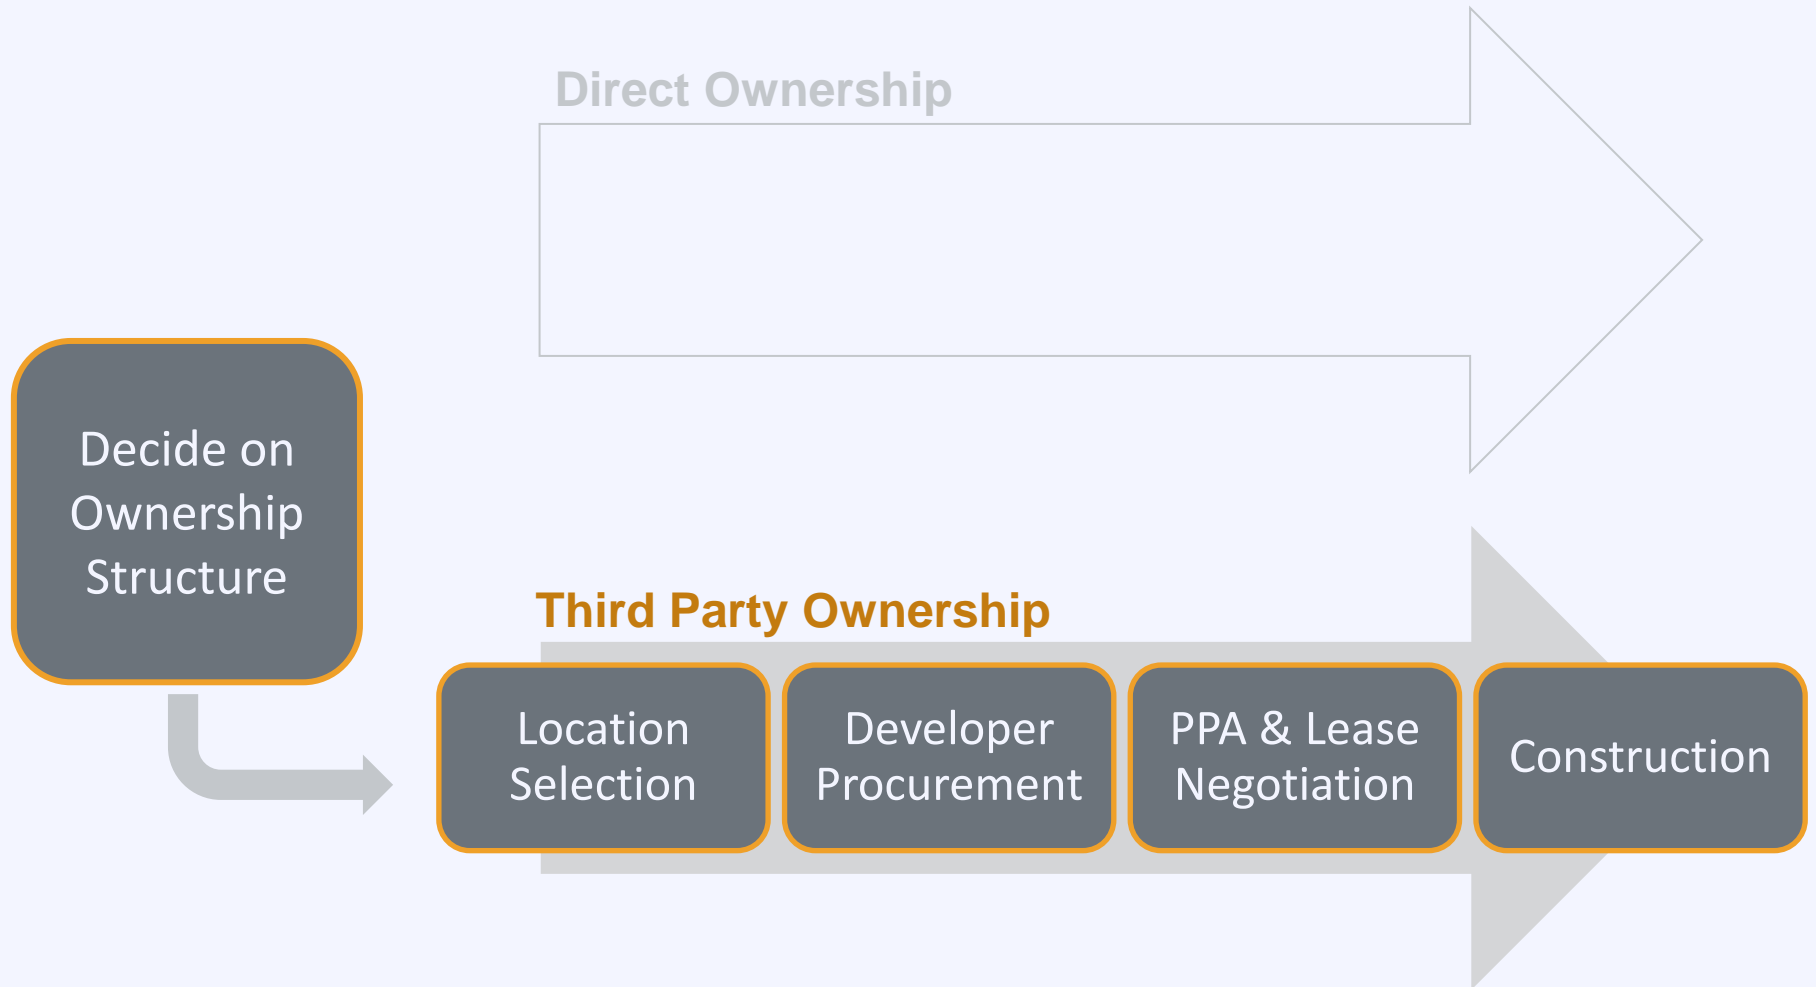 Direct Ownership
Decide on
Ownership
Structure
Third Party Ownership
Location
Selection
Developer
Procurement
PPA & Lease
Negotiation
Construction